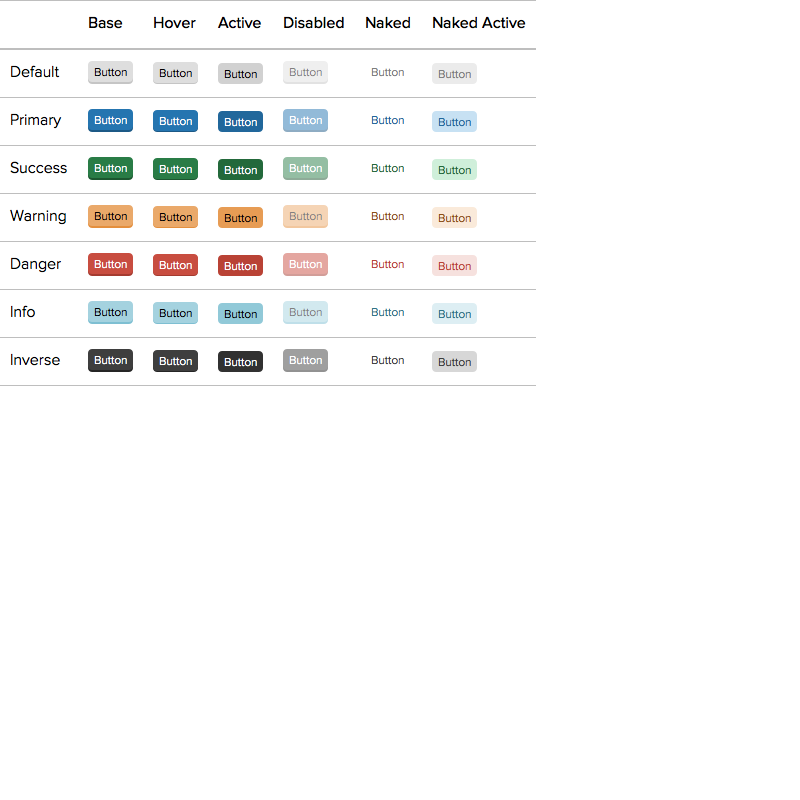 Base Hover Active Disabled Naked Naked Active
Default Button Button Button Button Button Button
Primary Button Button Button Button Button Button
Success Button Button Button Button Button Button
Warning Button Button Button Button Button Button
Danger Button Button Button Button Button Button
Info Button Button Button Button Button Button
Inverse Button Button Button Button Button Button